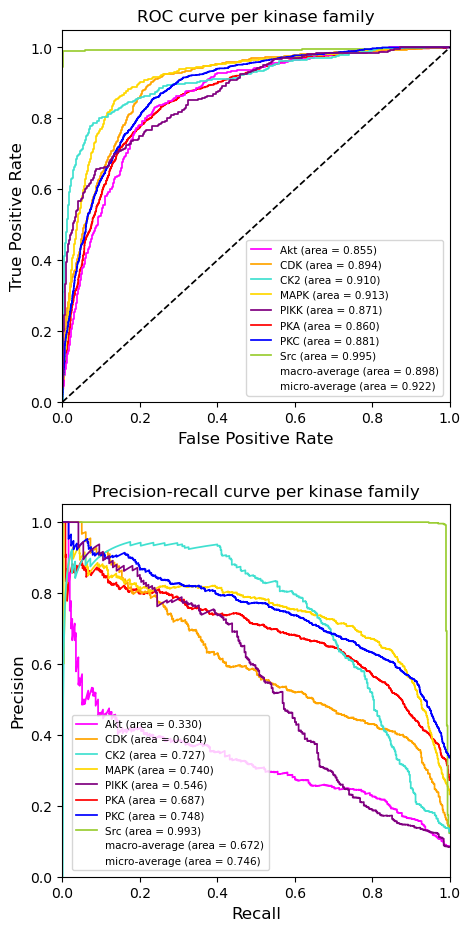 ROC curve per kinase family
True Positive Rate
1.0
0.8
0.6
0.4
0.2
0.0
Akt (area = 0.855)
CDK (area = 0.894)
CK2 (area = 0.910)
MAPK (area = 0.913)
PIKK (area = 0.871)
PKA (area = 0.860)
PKC (area = 0.881)
Src (area = 0.995)
macro-average (area = 0.898)
micro-average (area = 0.922)
0.0 0.2 0.4 0.6 0.8 1.0
False Positive Rate
Precision-recall curve per kinase family
Precision
1.0
0.8
0.6
0.4
0.2
0.0
Akt (area = 0.330)
CDK (area = 0.604)
CK2 (area = 0.727)
MAPK (area = 0.740)
PIKK (area = 0.546)
PKA (area = 0.687)
PKC (area = 0.748)
Src (area = 0.993)
macro-average (area = 0.672)
micro-average (area = 0.746)
0.0 0.2 0.4 0.6 0.8 1.0
Recall